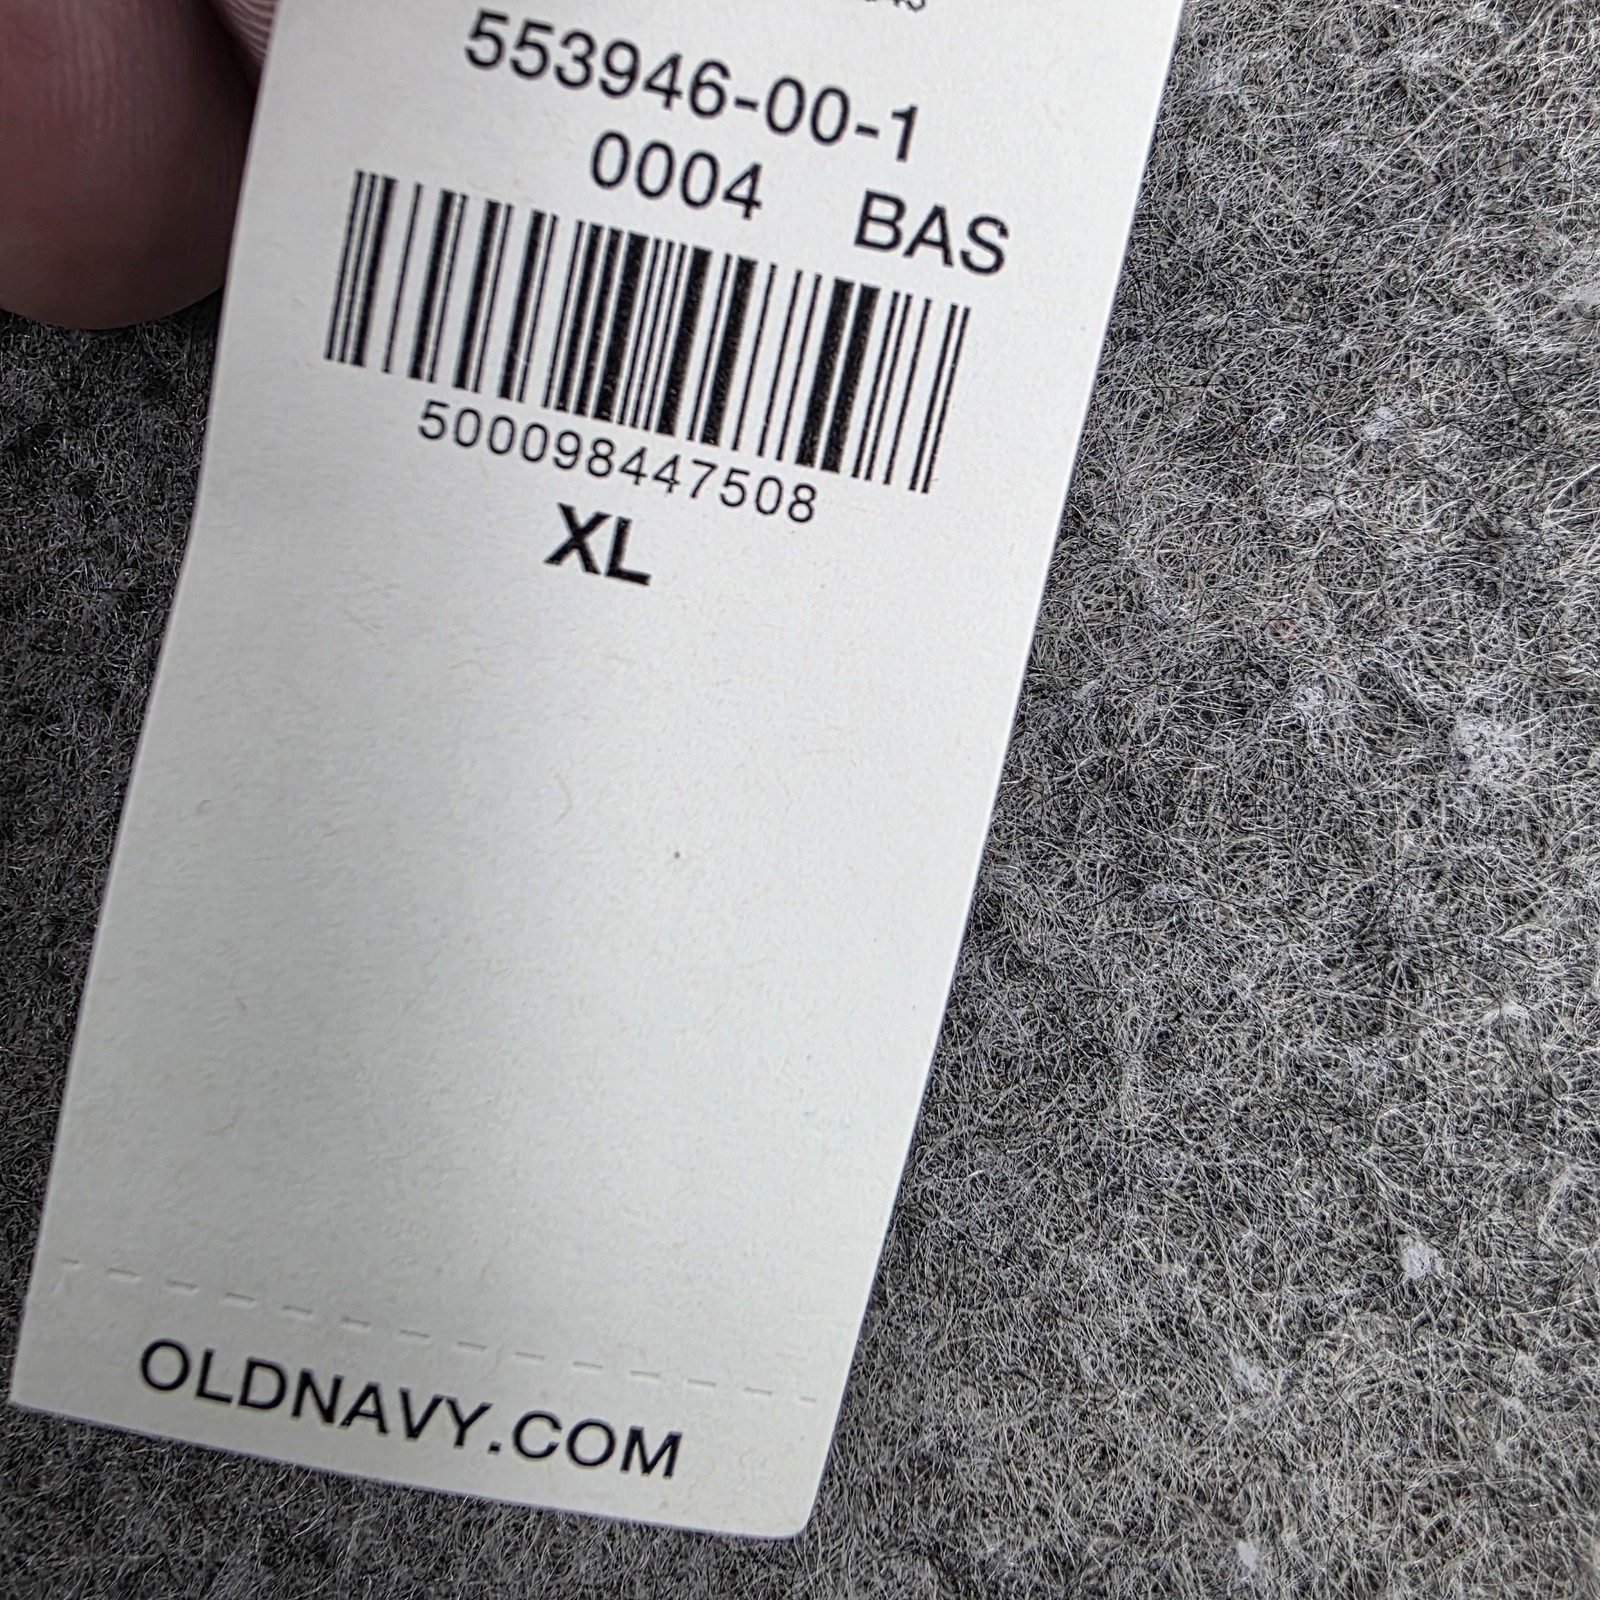 553946-00-1
0004 BAS
500098447508
XL
OLDNAVY.COM